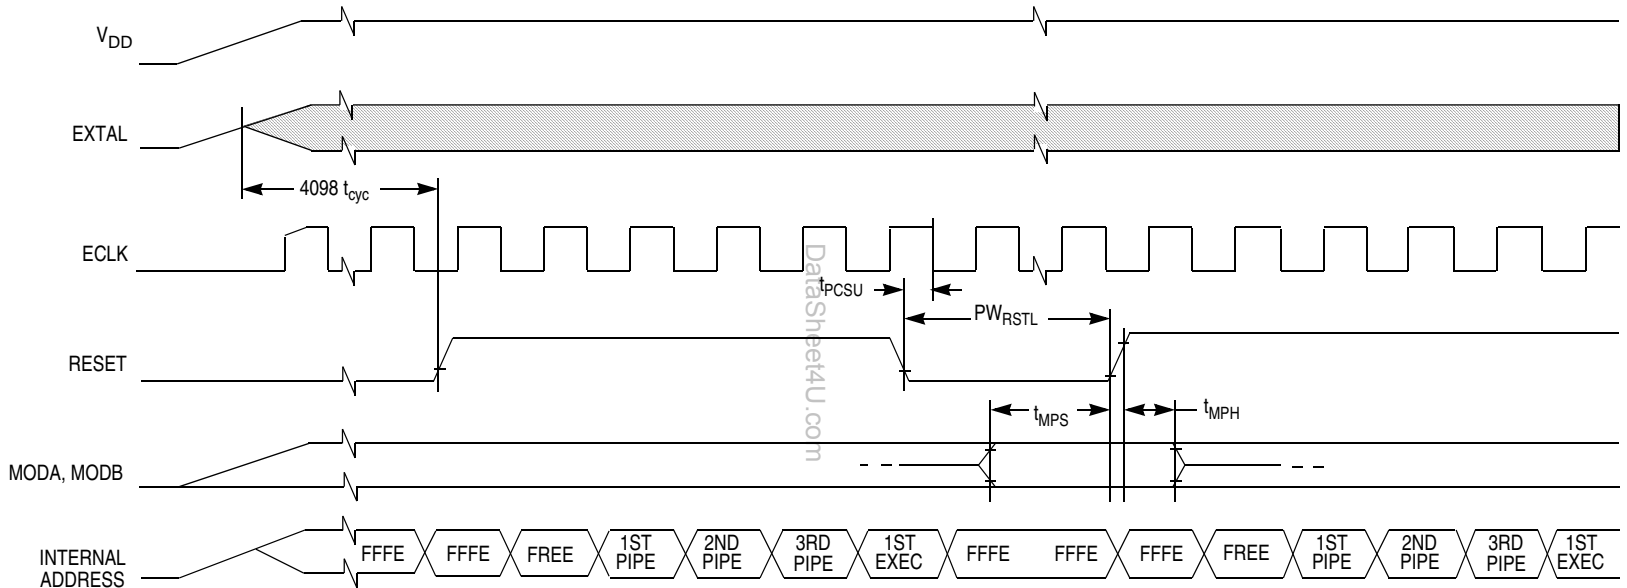 VDD
EXTAL
4098 tcyc
ECLK
tPCSU
PWRSTL
RESET
tMPS
tMPH
MODA, MODB
INTERNAL
ADDRESS
FFFE
FFFE
FREE
1ST
PIPE
2ND
PIPE
3RD
PIPE
1ST
EXEC
FFFE
FFFE
FFFE
FREE
1ST
PIPE
2ND
PIPE
3RD
PIPE
1ST
EXEC
DataSheet4U.com